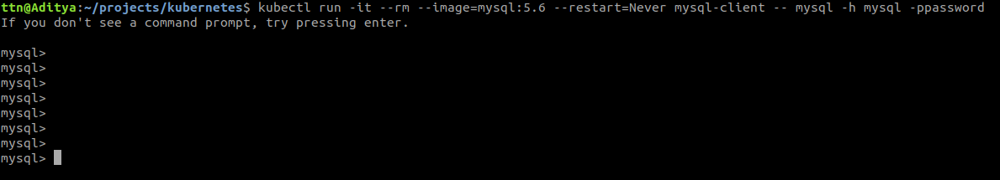 ttn@Aditya:~/projects/kubernetes$ kubectl run -it --rm --image=mysql:5.6 --restart=Never mysql-client -- mysql -h mysql -ppassword
If you don't see a command prompt, try pressing enter.
mysql>
mysql>
mysql>
mysql>
mysql>
mysql>
mysql>
mysql>